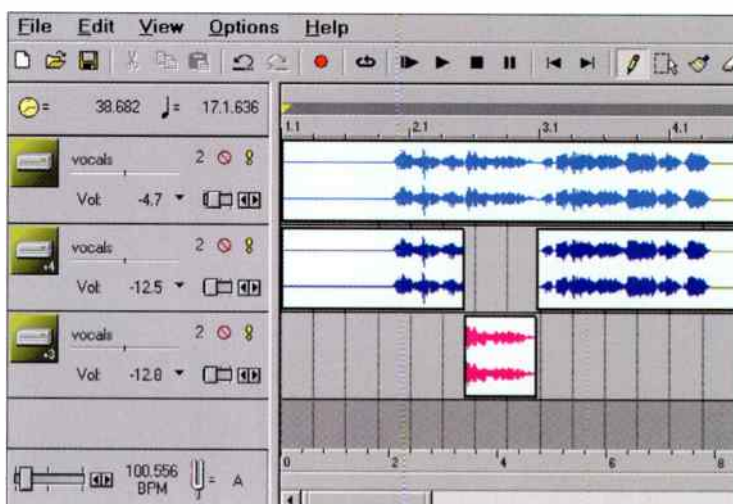 File Edit View Options Help
= 38.682 = 17.1.636
1.1 2.1 3.1 4.1
vocals 2
Vol: -4.7
vocals 2
+4
Vol: -12.5
vocals 2
+3
Vol: -12.8
0 2 4 6 8
100.556 = A
BPM